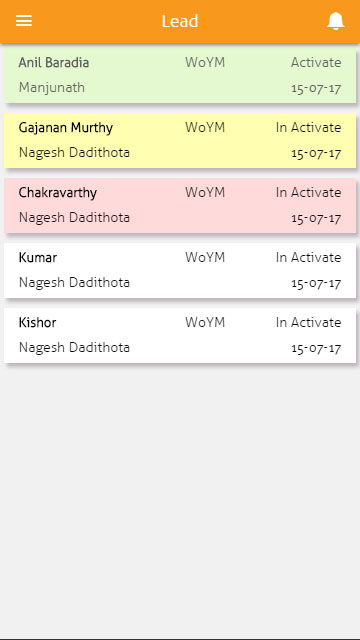 Lead
Anil Baradia WoYM Activate
Manjunath 15-07-17
Gajanan Murthy WoYM In Activate
Nagesh Dadithota 15-07-17
Chakravarthy WoYM In Activate
Nagesh Dadithota 15-07-17
Kumar WoYM In Activate
Nagesh Dadithota 15-07-17
Kishor WoYM In Activate
Nagesh Dadithota 15-07-17